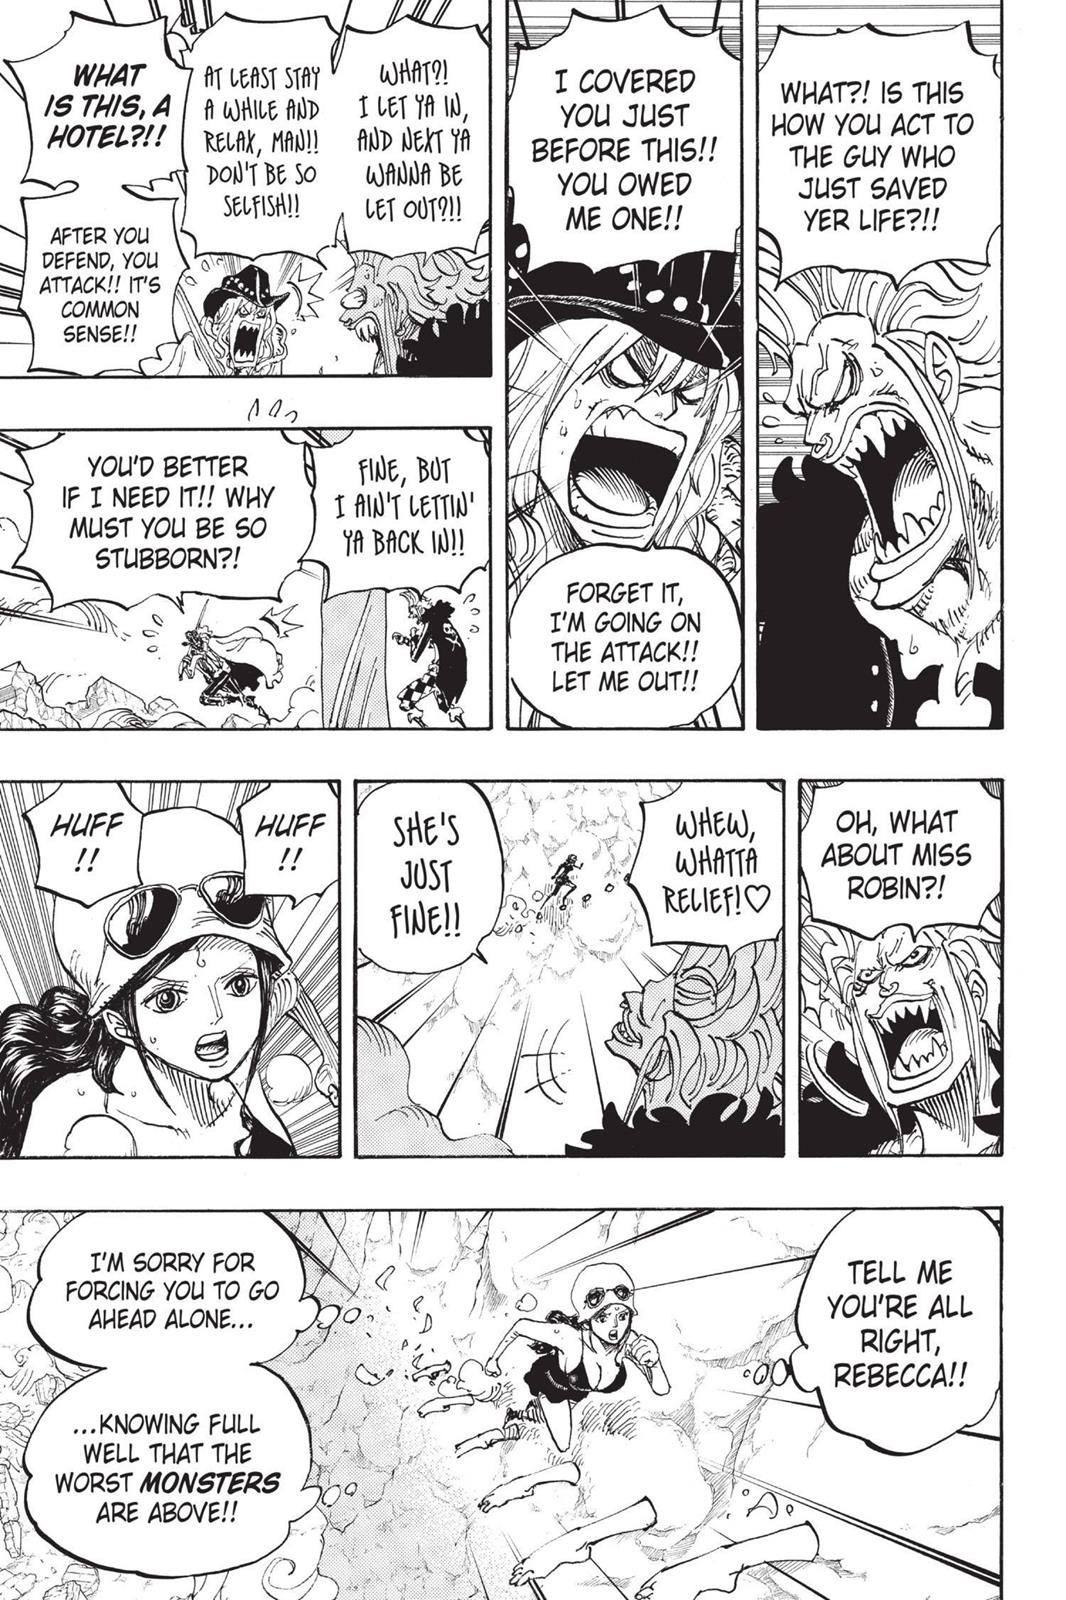 WHAT?! IS THIS
HOW YOU ACT TO
THE GUY WHO
JUST SAVED
YER LIFE?!!
I COVERED
YOU JUST
BEFORE THIS!!
YOU OWED
ME ONE!!
FORGET IT,
I'M GOING ON
THE ATTACK!!
LET ME OUT!!
WHAT?!
I LET YA IN,
AND NEXT YA
WANNA BE
LET OUT?!!
AT LEAST STAY
A WHILE AND
RELAX, MAN!!
DON'T BE SO
SELFISH!!
WHAT
IS THIS, A
HOTEL?!!
AFTER YOU
DEFEND, YOU
ATTACK!! IT'S
COMMON
SENSE!!
FINE, BUT
I AIN'T LETTIN'
YA BACK IN!!
YOU'D BETTER
IF I NEED IT!! WHY
MUST YOU BE SO
STUBBORN?!
OH, WHAT
ABOUT MISS
ROBIN?!
WHEW,
WHATTA
RELIEF!♡
SHE'S
JUST
FINE!!
HUFF
!!
HUFF
!!
TELL ME
YOU'RE ALL
RIGHT,
REBECCA!!
I'M SORRY FOR
FORCING YOU TO GO
AHEAD ALONE...
...KNOWING FULL
WELL THAT THE
WORST MONSTERS
ARE ABOVE!!